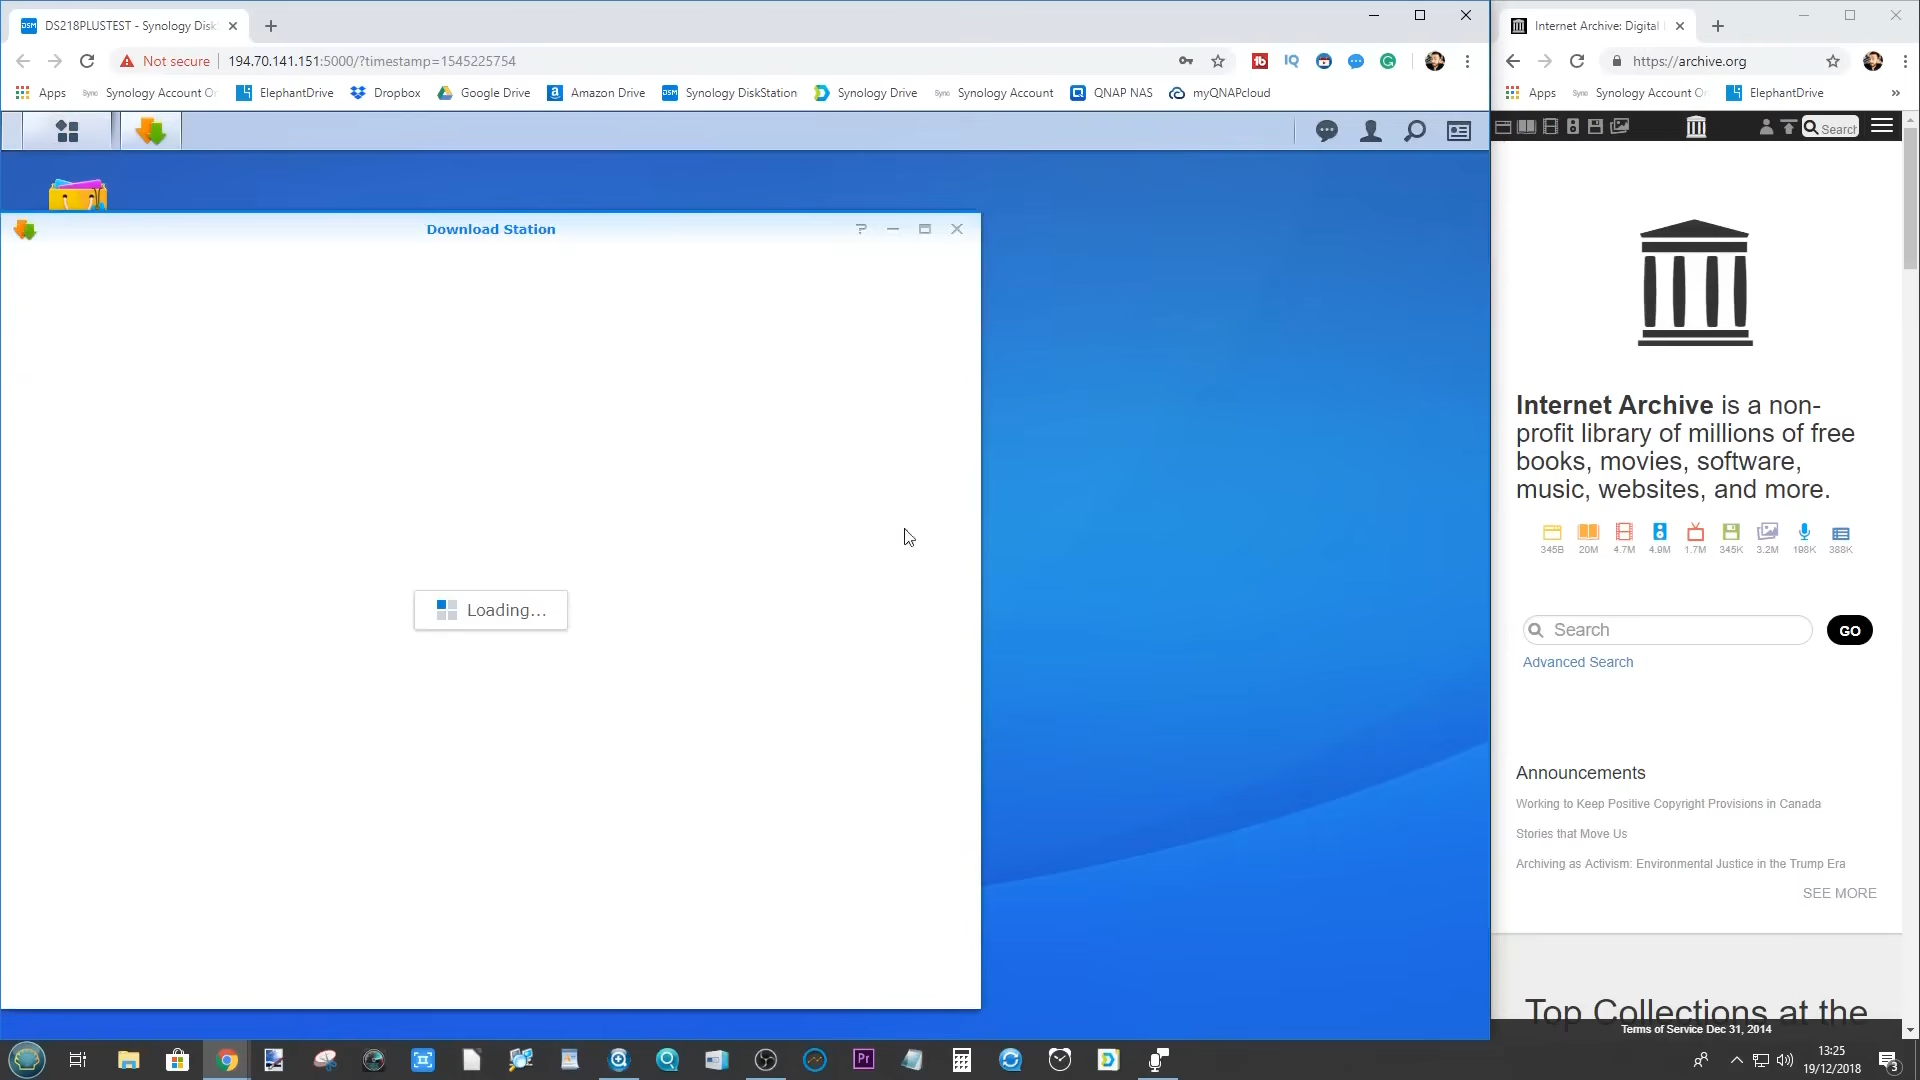 DS218PLUSTEST - Synology Disk
Not secure
194.70.141.151:5000/?timestamp=1545225754
Apps
Synology Account Or
ElephantDrive
Dropbox
Google Drive
Amazon Drive
Synology DiskStation
Synology Drive
Synology Account
QNAP NAS
myQNAPcloud
Download Station
Loading...
Internet Archive: Digital
https://archive.org
Apps
Synology Account Or
ElephantDrive
Search
Internet Archive is a non-
profit library of millions of free
books, movies, software,
music, websites, and more.
345B 20M 4.7M 4.9M 1.7M 345K 3.2M 198K 388K
Search
GO
Advanced Search
Announcements
Working to Keep Positive Copyright Provisions in Canada
Stories that Move Us
Archiving as Activism: Environmental Justice in the Trump Era
SEE MORE
Top Collections at the
Terms of Service Dec 31, 2014
Pr
13:25
19/12/2018
3